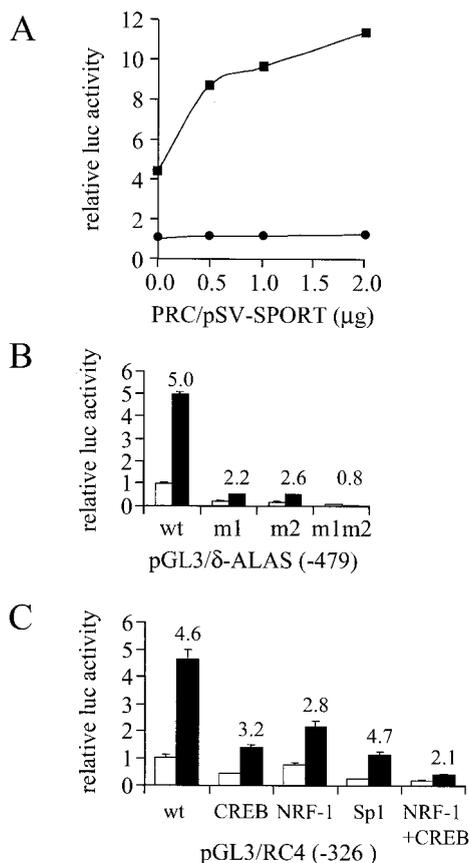 A
relative luc activity
12
10
8
6
4
2
0
0.0 0.5 1.0 1.5 2.0
PRC/pSV-SPORT (µg)
B
relative luc activity
6
5
4
3
2
1
0
5.0
2.2 2.6 0.8
wt m1 m2 m1m2
pGL3/δ-ALAS (-479)
C
relative luc activity
6
5
4
3
2
1
0
4.6
3.2 2.8 4.7 2.1
wt CREB NRF-1 Sp1 NRF-1
+CREB
pGL3/RC4 (-326 )